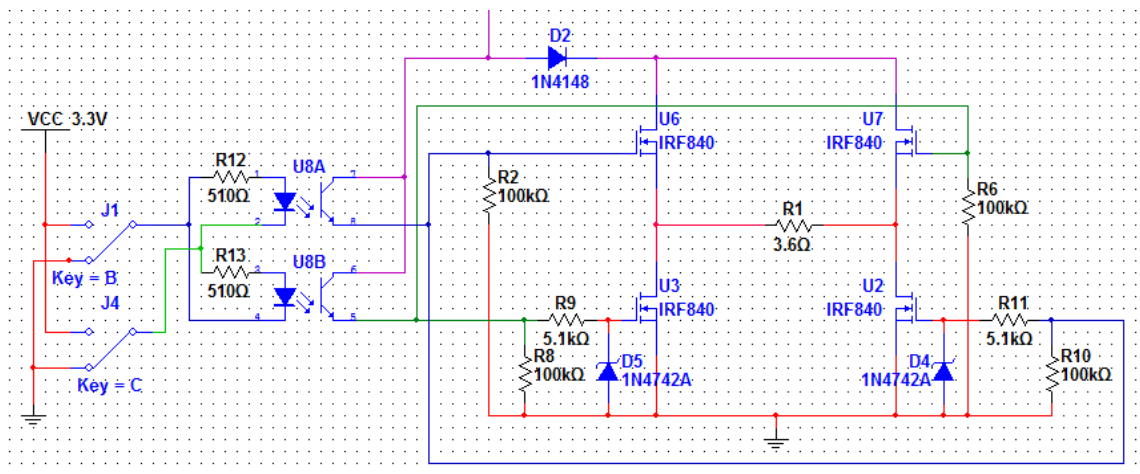 D2
1N4148
VCC 3.3V
U6
IRF840
U7
IRF840
R12
510Ω
1
2
U8A
7
8
R2
100kΩ
R6
100kΩ
J1
Key = B
R1
3.6Ω
R13
510Ω
3
4
U8B
6
5
J4
Key = C
U3
IRF840
U2
IRF840
R9
5.1kΩ
R11
5.1kΩ
R8
100kΩ
D5
1N4742A
D4
1N4742A
R10
100kΩ